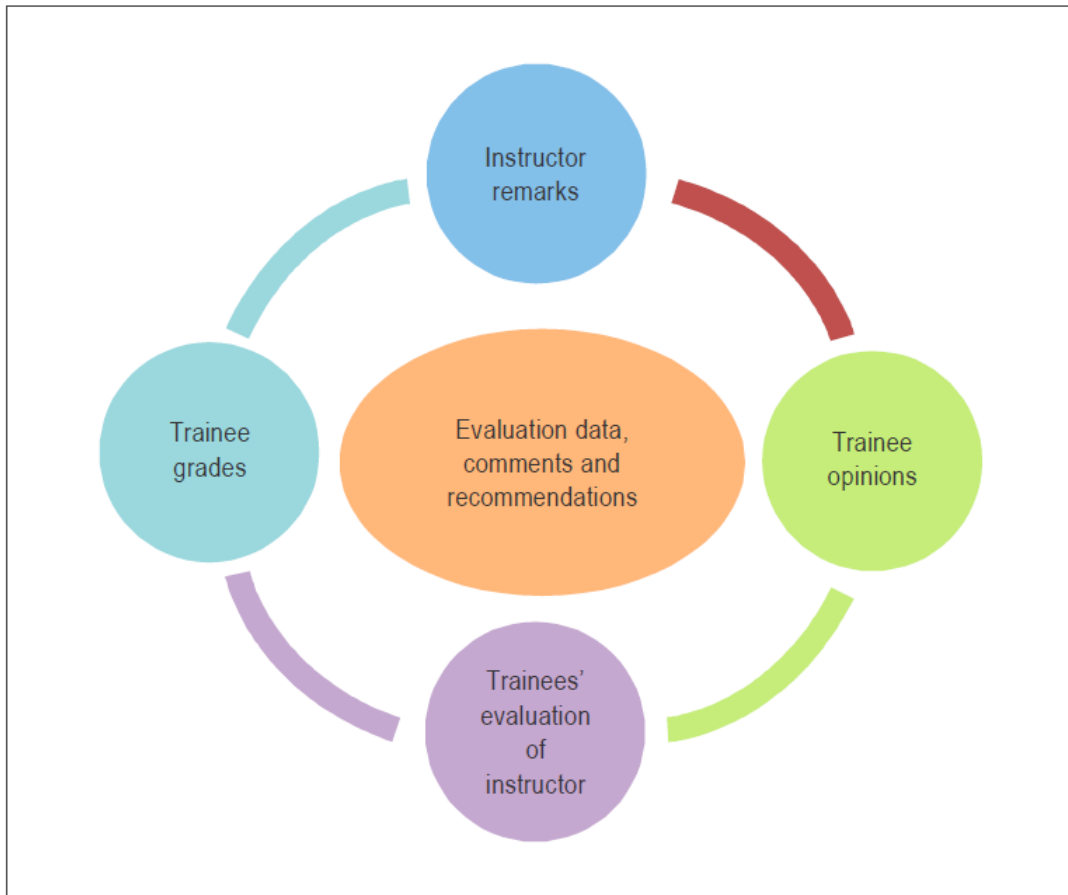 Instructor
remarks
Trainee
grades
Evaluation data,
comments and
recommendations
Trainee
opinions
Trainees’
evaluation
of
instructor